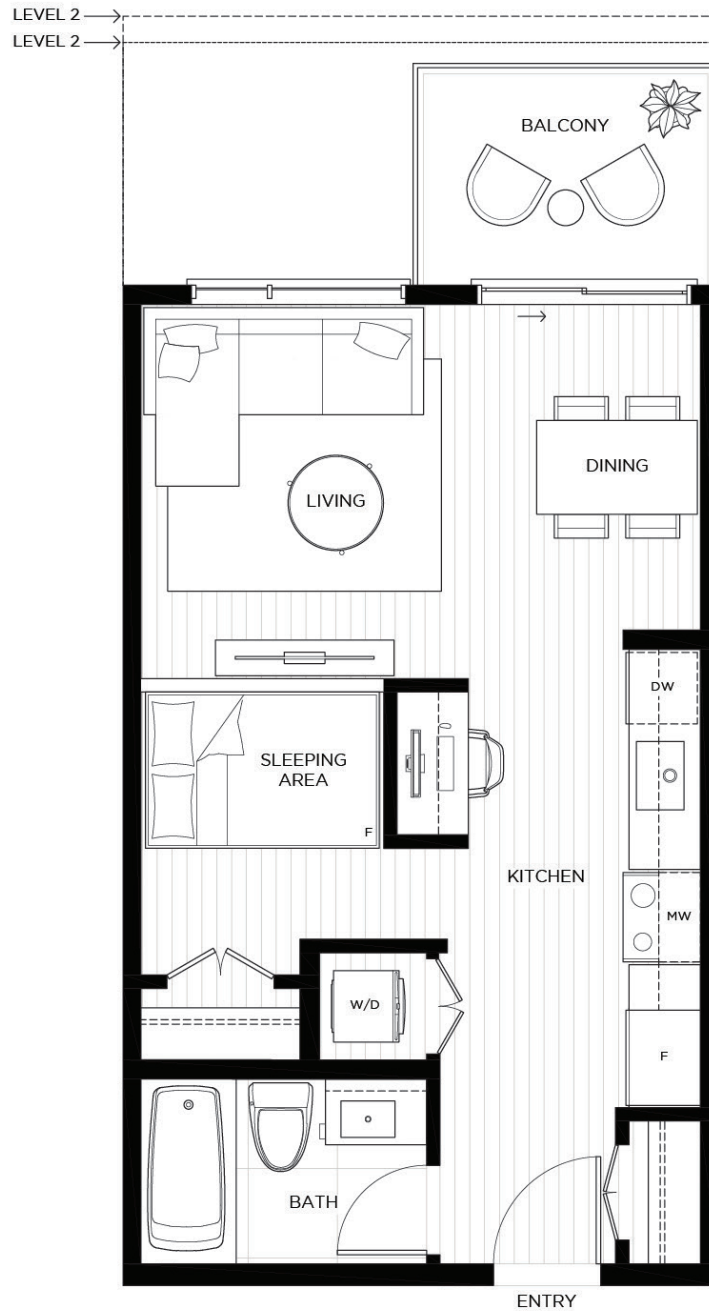 LEVEL 2
LEVEL 2
BALCONY
DINING
LIVING
DW
SLEEPING
AREA
F
KITCHEN
MW
W/D
F
BATH
ENTRY